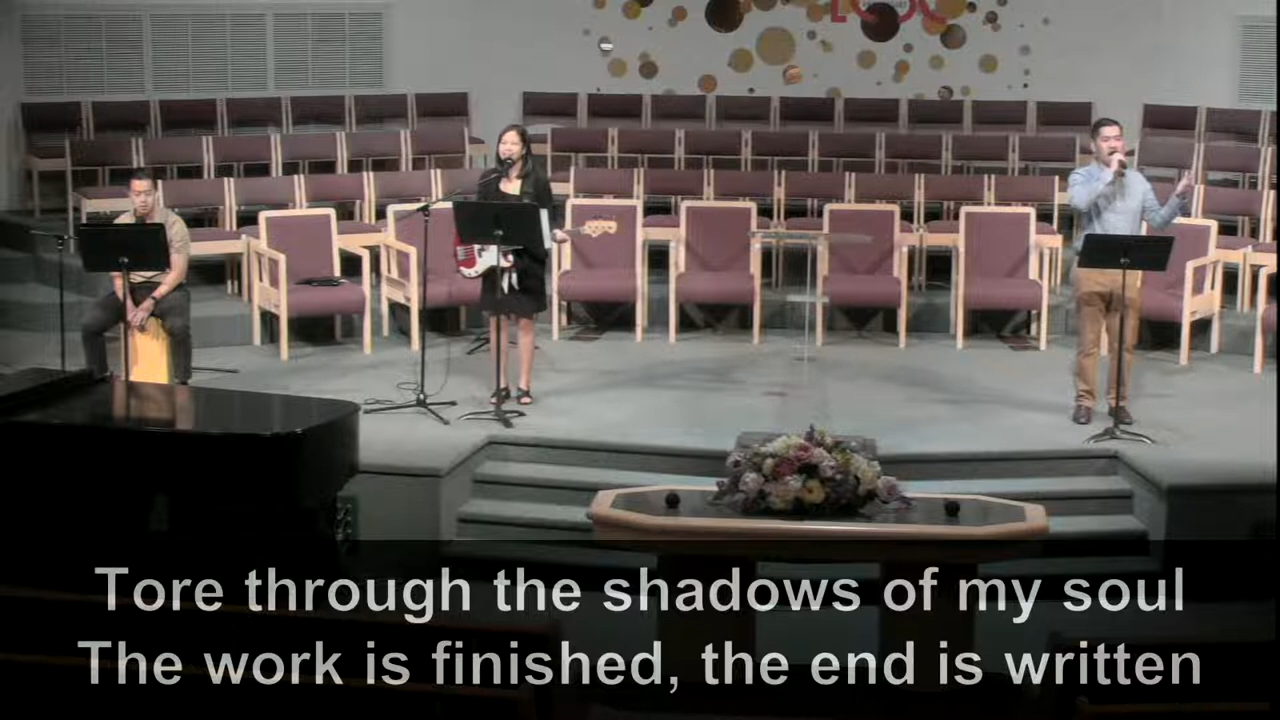 Tore through the shadows of my soul
The work is finished, the end is written